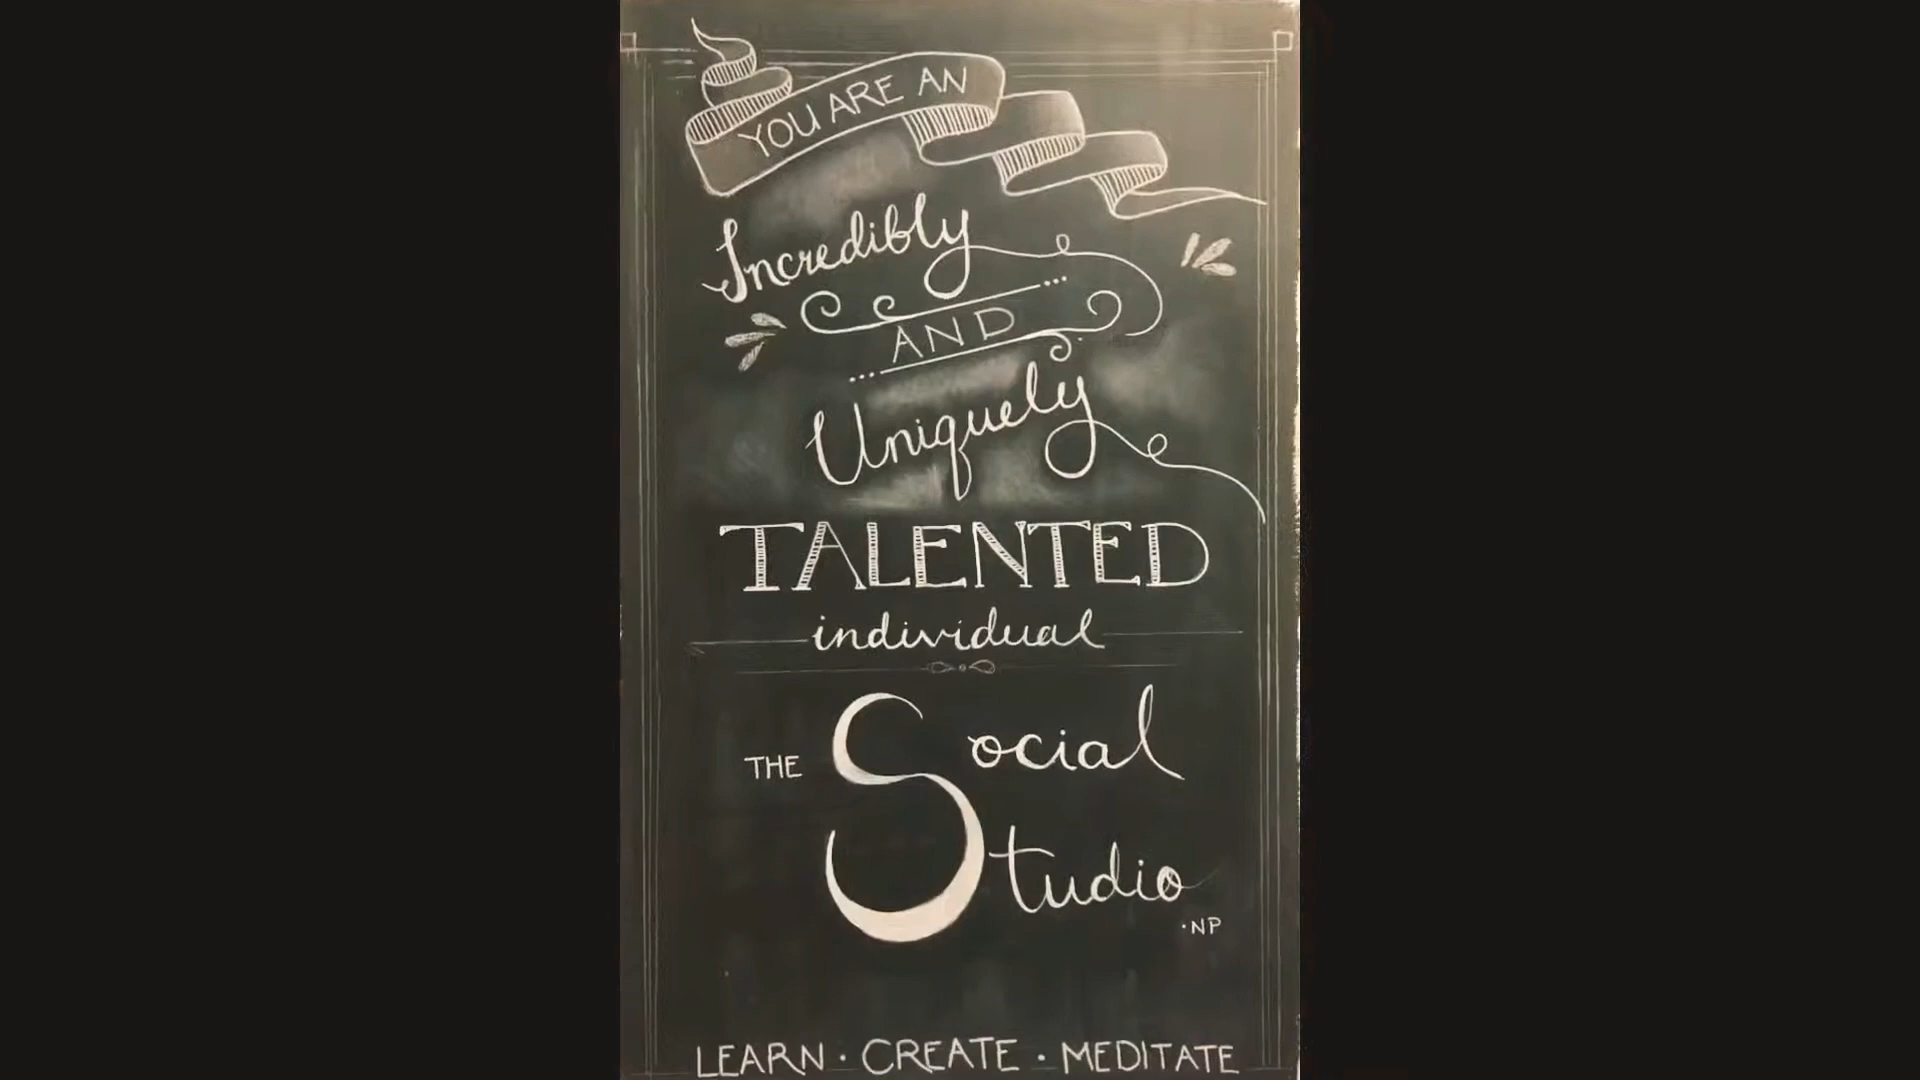 YOU ARE AN
Incredibly
AND
Uniquely
TALENTED
individual
THE Social
Studio
·NP
LEARN · CREATE · MEDITATE